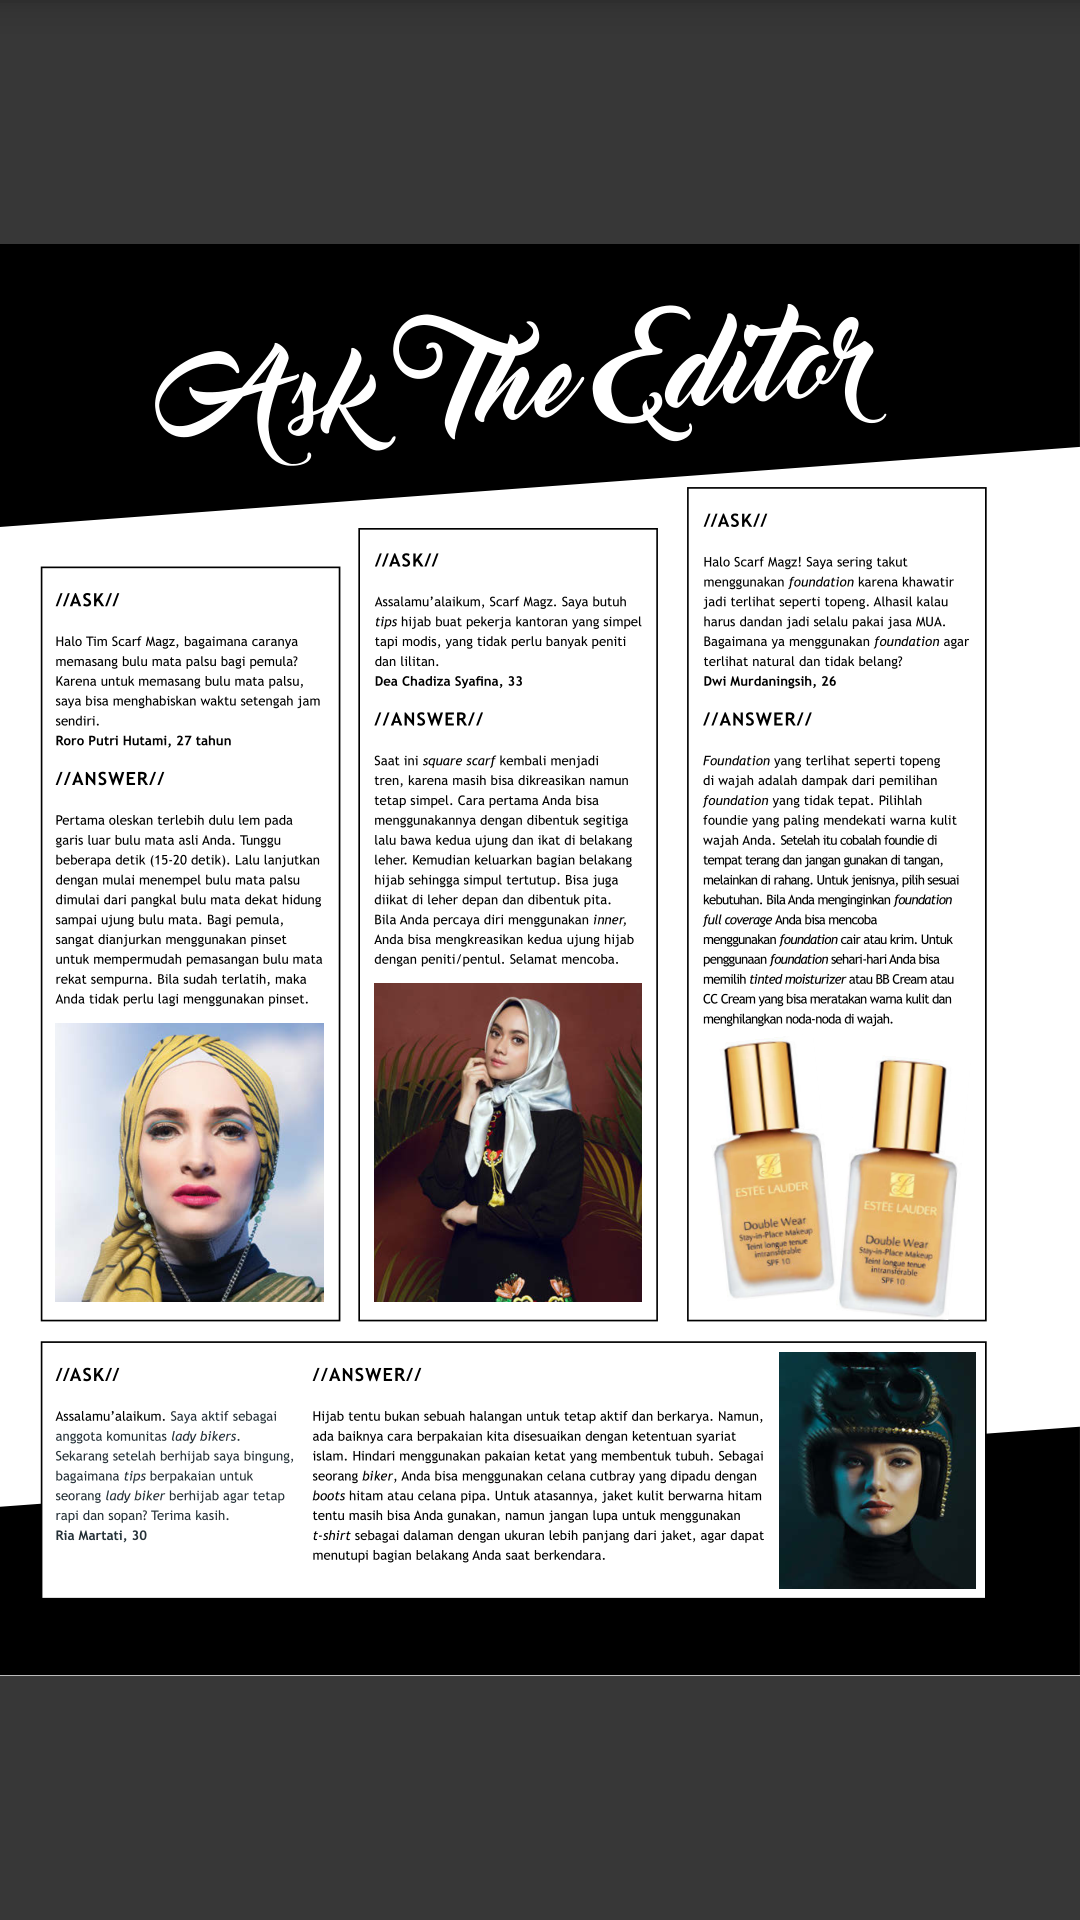 Ask The Editor
//ASK//
Halo Tim Scarf Magz, bagaimana caranya
memasang bulu mata palsu bagi pemula?
Karena untuk memasang bulu mata palsu,
saya bisa menghabiskan waktu setengah jam
sendiri.
Roro Putri Hutami, 27 tahun
//ANSWER//
Pertama oleskan terlebih dulu lem pada
garis luar bulu mata asli Anda. Tunggu
beberapa detik (15-20 detik). Lalu lanjutkan
dengan mulai menempel bulu mata palsu
dimulai dari pangkal bulu mata dekat hidung
sampai ujung bulu mata. Bagi pemula,
sangat dianjurkan menggunakan pinset
untuk mempermudah pemasangan bulu mata
rekat sempurna. Bila sudah terlatih, maka
Anda tidak perlu lagi menggunakan pinset.
//ASK//
Assalamu’alaikum, Scarf Magz. Saya butuh
tips hijab buat pekerja kantoran yang simpel
tapi modis, yang tidak perlu banyak peniti
dan lilitan.
Dea Chadiza Syafina, 33
//ANSWER//
Saat ini square scarf kembali menjadi
tren, karena masih bisa dikreasikan namun
tetap simpel. Cara pertama Anda bisa
menggunakannya dengan dibentuk segitiga
lalu bawa kedua ujung dan ikat di belakang
leher. Kemudian keluarkan bagian belakang
hijab sehingga simpul tertutup. Bisa juga
diikat di leher depan dan dibentuk pita.
Bila Anda percaya diri menggunakan inner,
Anda bisa mengkreasikan kedua ujung hijab
dengan peniti/pentul. Selamat mencoba.
//ASK//
Halo Scarf Magz! Saya sering takut
menggunakan foundation karena khawatir
jadi terlihat seperti topeng. Alhasil kalau
harus dandan jadi selalu pakai jasa MUA.
Bagaimana ya menggunakan foundation agar
terlihat natural dan tidak belang?
Dwi Murdaningsih, 26
//ANSWER//
Foundation yang terlihat seperti topeng
di wajah adalah dampak dari pemilihan
foundation yang tidak tepat. Pilihlah
foundie yang paling mendekati warna kulit
wajah Anda. Setelah itu cobalah foundie di
tempat terang dan jangan gunakan di tangan,
melainkan di rahang. Untuk jenisnya, pilih sesuai
kebutuhan. Bila Anda menginginkan foundation
full coverage Anda bisa mencoba
menggunakan foundation cair atau krim. Untuk
penggunaan foundation sehari-hari Anda bisa
memilih tinted moisturizer atau BB Cream atau
CC Cream yang bisa meratakan warna kulit dan
menghilangkan noda-noda di wajah.
ESTĒE LAUDER
Double Wear
Stay-in-Place Makeup
Teint longue tenue
intransférable
SPF 10
ESTĒE LAUDER
Double Wear
Stay-in-Place Makeup
Teint longue tenue
intransférable
SPF 10
//ASK//
Assalamu’alaikum. Saya aktif sebagai
anggota komunitas lady bikers.
Sekarang setelah berhijab saya bingung,
bagaimana tips berpakaian untuk
seorang lady biker berhijab agar tetap
rapi dan sopan? Terima kasih.
Ria Martati, 30
//ANSWER//
Hijab tentu bukan sebuah halangan untuk tetap aktif dan berkarya. Namun,
ada baiknya cara berpakaian kita disesuaikan dengan ketentuan syariat
islam. Hindari menggunakan pakaian ketat yang membentuk tubuh. Sebagai
seorang biker, Anda bisa menggunakan celana cutbray yang dipadu dengan
boots hitam atau celana pipa. Untuk atasannya, jaket kulit berwarna hitam
tentu masih bisa Anda gunakan, namun jangan lupa untuk menggunakan
t-shirt sebagai dalaman dengan ukuran lebih panjang dari jaket, agar dapat
menutupi bagian belakang Anda saat berkendara.